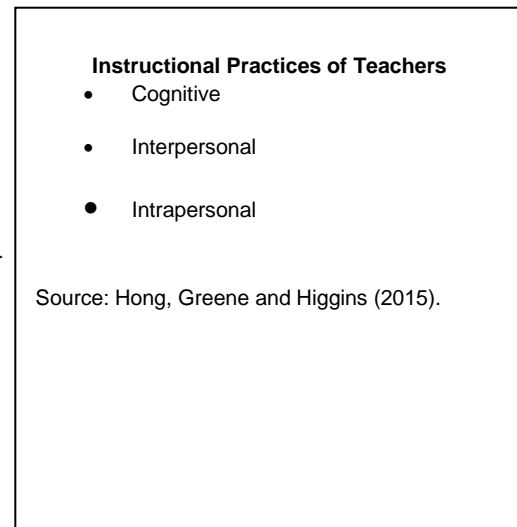 Instructional Practices of Teachers
• Cognitive
• Interpersonal
• Intrapersonal
Source: Hong, Greene and Higgins (2015).